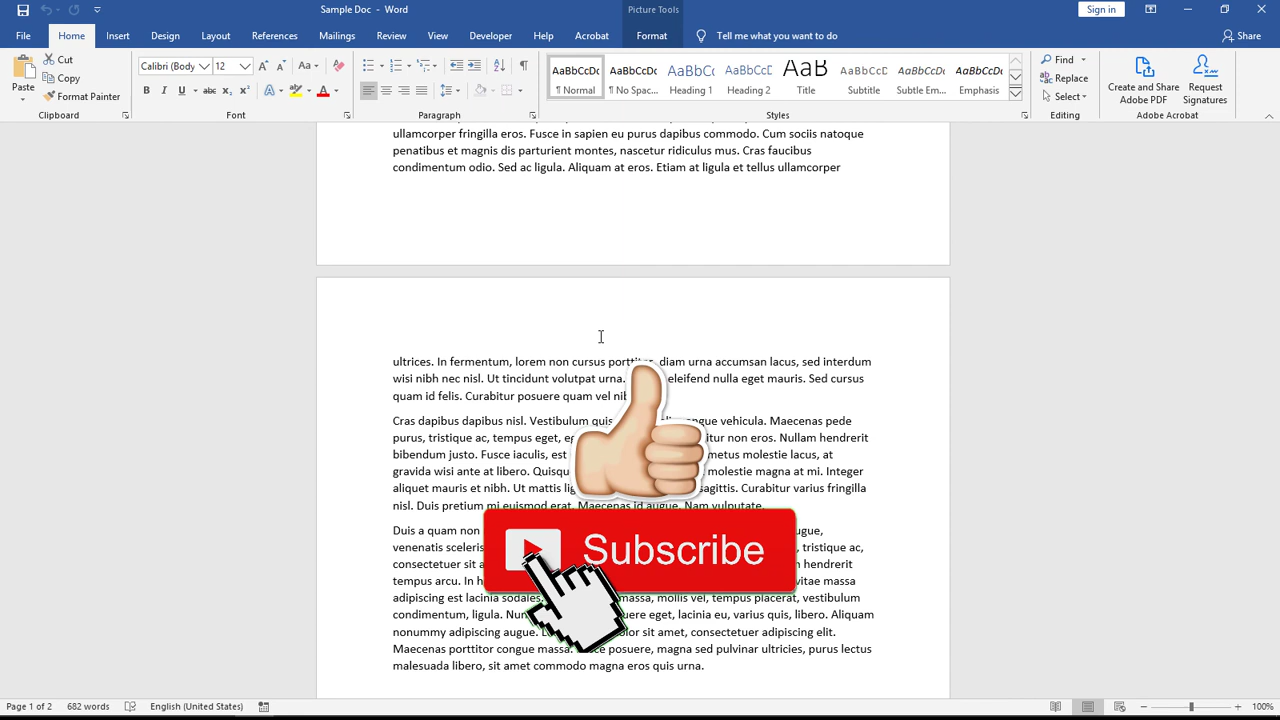 Sample Doc - Word
Picture Tools
Sign in
File Home Insert Design Layout References Mailings Review View Developer Help Acrobat Format Tell me what you want to do Share
Paste
Cut
Copy
Format Painter
Clipboard
Calibri (Body 12
Font
Paragraph
AaBbCcDc AaBbCcDc AaBbC( AaBbCcC AaB AaBbCcD AaBbCcDc AaBbCcDc
¶ Normal ¶ No Spac... Heading 1 Heading 2 Title Subtitle Subtle Em... Emphasis
Styles
Find
Replace
Select
Editing
Create and Share
Adobe PDF
Request
Signatures
Adobe Acrobat
ullamcorper fringilla eros. Fusce in sapien eu purus dapibus commodo. Cum sociis natoque
penatibus et magnis dis parturient montes, nascetur ridiculus mus. Cras faucibus
condimentum odio. Sed ac ligula. Aliquam at eros. Etiam at ligula et tellus ullamcorper
ultrices. In fermentum, lorem non cursus porttitor, diam urna accumsan lacus, sed interdum
wisi nibh nec nisl. Ut tincidunt volutpat urna. eleifend nulla eget mauris. Sed cursus
quam id felis. Curabitur posuere quam vel nibh
Cras dapibus dapibus nisl. Vestibulum quis congue vehicula. Maecenas pede
purus, tristique ac, tempus eget, non eros. Nullam hendrerit
bibendum justo. Fusce iaculis, est metus molestie lacus, at
gravida wisi ante at libero. Quisque molestie magna at mi. Integer
aliquet mauris et nibh. Ut mattis sagittis. Curabitur varius fringilla
nisl. Duis pretium mi euismod erat. Maecenas id augue. Nam vulputate.
Duis a quam non augue,
venenatis tristique ac,
consectetuer sit hendrerit
tempus arcu. In vitae massa
adipiscing est lacinia sodales. massa, mollis vel, tempus placerat, vestibulum
condimentum, ligula. eget, lacinia eu, varius quis, libero. Aliquam
nonummy adipiscing augue. sit amet, consectetuer adipiscing elit.
Maecenas porttitor congue massa. posuere, magna sed pulvinar ultricies, purus lectus
malesuada libero, sit amet commodo magna eros quis urna.
Subscribe
Page 1 of 2 682 words English (United States) 100%